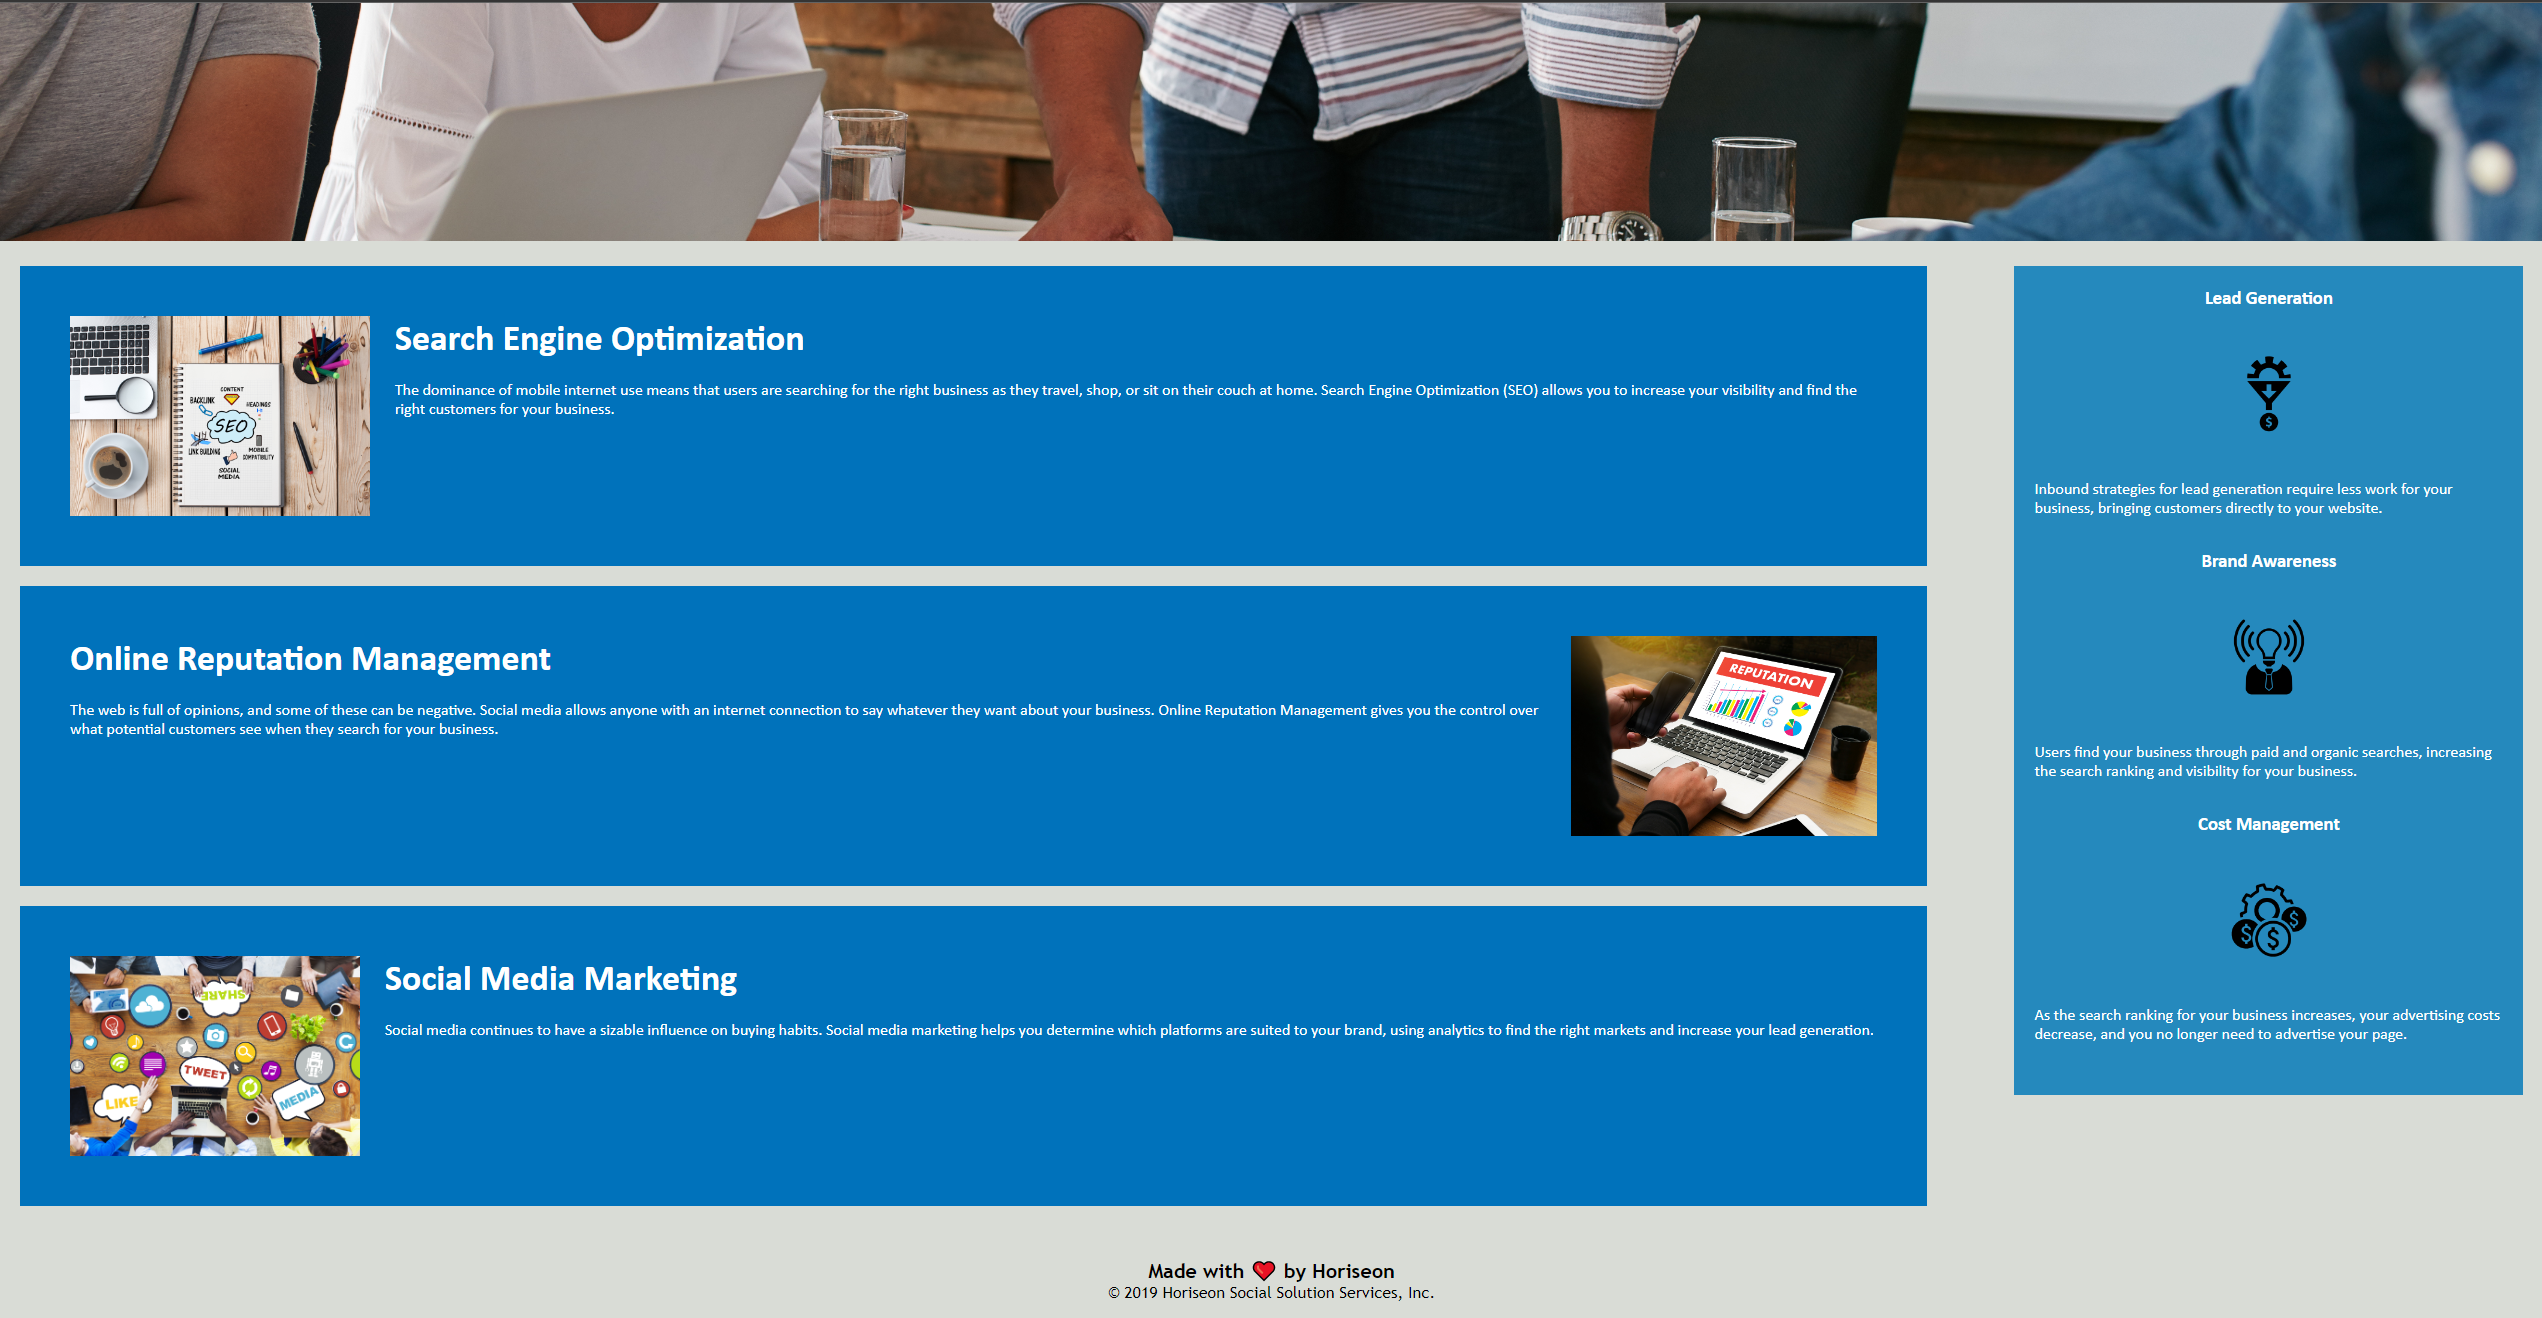 Search Engine Optimization
The dominance of mobile internet use means that users are searching for the right business as they travel, shop, or sit on their couch at home. Search Engine Optimization (SEO) allows you to increase your visibility and find the
right customers for your business.
CONTENT
BACKLINK
HEADINGS
SEO
LINK BUILDING
MOBILE
COMPATIBILITY
SOCIAL
MEDIA
Online Reputation Management
The web is full of opinions, and some of these can be negative. Social media allows anyone with an internet connection to say whatever they want about your business. Online Reputation Management gives you the control over
what potential customers see when they search for your business.
REPUTATION
Social Media Marketing
Social media continues to have a sizable influence on buying habits. Social media marketing helps you determine which platforms are suited to your brand, using analytics to find the right markets and increase your lead generation.
SHARE
TWEET
LIKE
MEDIA
Lead Generation
$
Inbound strategies for lead generation require less work for your
business, bringing customers directly to your website.
Brand Awareness
Users find your business through paid and organic searches, increasing
the search ranking and visibility for your business.
Cost Management
$
$
$
As the search ranking for your business increases, your advertising costs
decrease, and you no longer need to advertise your page.
Made with ❤️ by Horiseon
© 2019 Horiseon Social Solution Services, Inc.